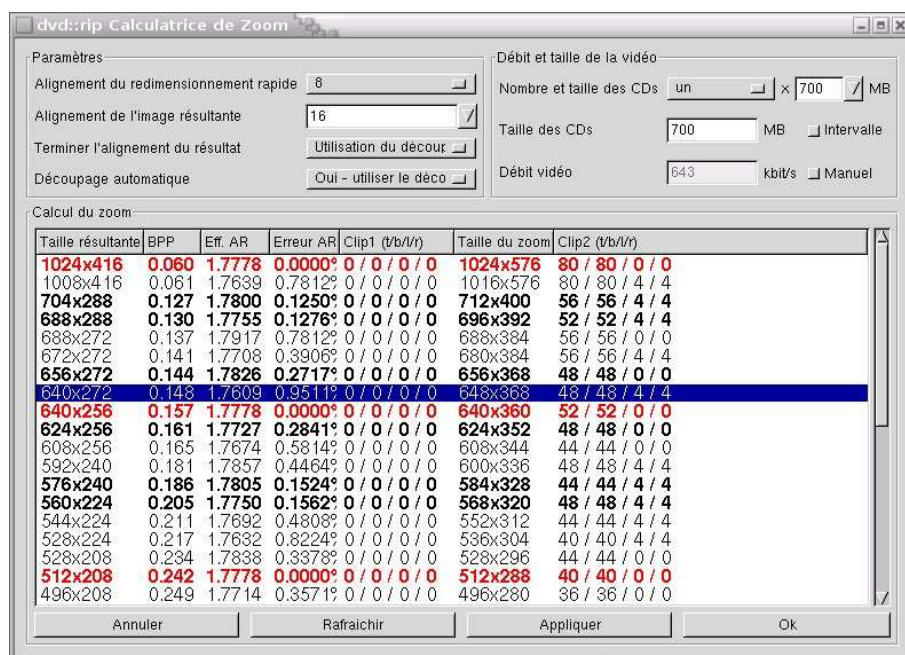 dvd::rip Calculatrice de Zoom
Paramètres
Alignement du redimensionnement rapide 8
Alignement de l'image résultante 16
Terminer l'alignement du résultat Utilisation du découp
Découpage automatique Oui - utiliser le déco
Débit et taille de la vidéo
Nombre et taille des CDs un x 700 MB
Taille des CDs 700 MB Intervalle
Débit vidéo 643 kbit/s Manuel
Calcul du zoom
Taille résultante BPP Eff. AR Erreur AR Clip1 (t/b/l/r) Taille du zoom Clip2 (t/b/l/r)
1024x416 0.060 1.7778 0.0000% 0 / 0 / 0 / 0 1024x576 80 / 80 / 0 / 0
1008x416 0.061 1.7639 0.7812% 0 / 0 / 0 / 0 1016x576 80 / 80 / 4 / 4
704x288 0.127 1.7800 0.1250% 0 / 0 / 0 / 0 712x400 56 / 56 / 4 / 4
688x288 0.130 1.7755 0.1276% 0 / 0 / 0 / 0 696x392 52 / 52 / 4 / 4
688x272 0.137 1.7917 0.7812% 0 / 0 / 0 / 0 688x384 56 / 56 / 0 / 0
672x272 0.141 1.7708 0.3906% 0 / 0 / 0 / 0 680x384 56 / 56 / 4 / 4
656x272 0.144 1.7826 0.2717% 0 / 0 / 0 / 0 656x368 48 / 48 / 0 / 0
640x272 0.148 1.7609 0.9511% 0 / 0 / 0 / 0 648x368 48 / 48 / 4 / 4
640x256 0.157 1.7778 0.0000% 0 / 0 / 0 / 0 640x360 52 / 52 / 0 / 0
624x256 0.161 1.7727 0.2841% 0 / 0 / 0 / 0 624x352 48 / 48 / 0 / 0
608x256 0.165 1.7674 0.5814% 0 / 0 / 0 / 0 608x344 44 / 44 / 0 / 0
592x240 0.181 1.7857 0.4464% 0 / 0 / 0 / 0 600x336 48 / 48 / 4 / 4
576x240 0.186 1.7805 0.1524% 0 / 0 / 0 / 0 584x328 44 / 44 / 4 / 4
560x224 0.205 1.7750 0.1562% 0 / 0 / 0 / 0 568x320 48 / 48 / 4 / 4
544x224 0.211 1.7692 0.4808% 0 / 0 / 0 / 0 552x312 44 / 44 / 4 / 4
528x224 0.217 1.7632 0.8224% 0 / 0 / 0 / 0 536x304 40 / 40 / 4 / 4
528x208 0.234 1.7838 0.3378% 0 / 0 / 0 / 0 528x296 44 / 44 / 0 / 0
512x208 0.242 1.7778 0.0000% 0 / 0 / 0 / 0 512x288 40 / 40 / 0 / 0
496x208 0.249 1.7714 0.3571% 0 / 0 / 0 / 0 496x280 36 / 36 / 0 / 0
Annuler Rafraichir Appliquer Ok